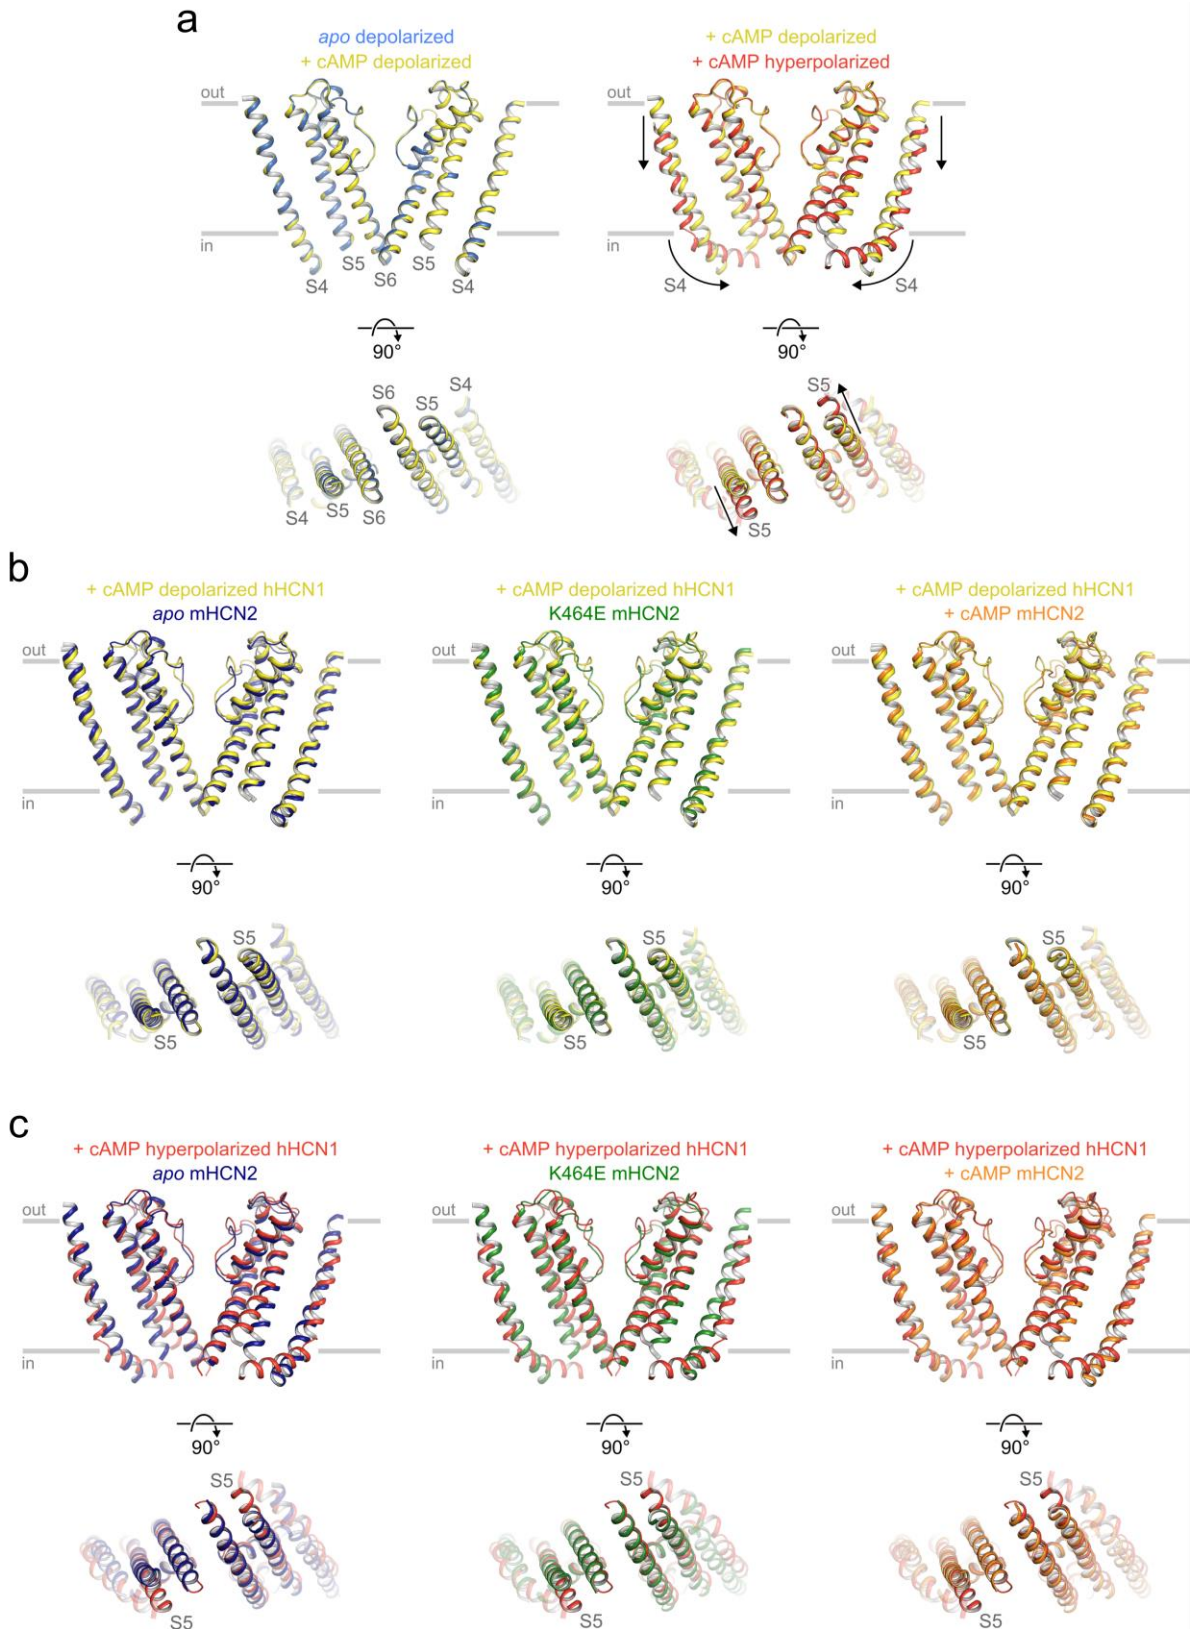 a
apo depolarized
+ cAMP depolarized
+ cAMP depolarized
+ cAMP hyperpolarized
out
out
in
in
S4
S5
S6
S5
S4
S4
S4
90°
90°
S6
S5
S4
S5
S4
S5
S6
S5
b
+ cAMP depolarized hHCN1
apo mHCN2
+ cAMP depolarized hHCN1
K464E mHCN2
+ cAMP depolarized hHCN1
+ cAMP mHCN2
out
out
out
in
in
in
90°
90°
90°
S5
S5
S5
S5
S5
S5
c
+ cAMP hyperpolarized hHCN1
apo mHCN2
+ cAMP hyperpolarized hHCN1
K464E mHCN2
+ cAMP hyperpolarized hHCN1
+ cAMP mHCN2
out
out
out
in
in
in
90°
90°
90°
S5
S5
S5
S5
S5
S5